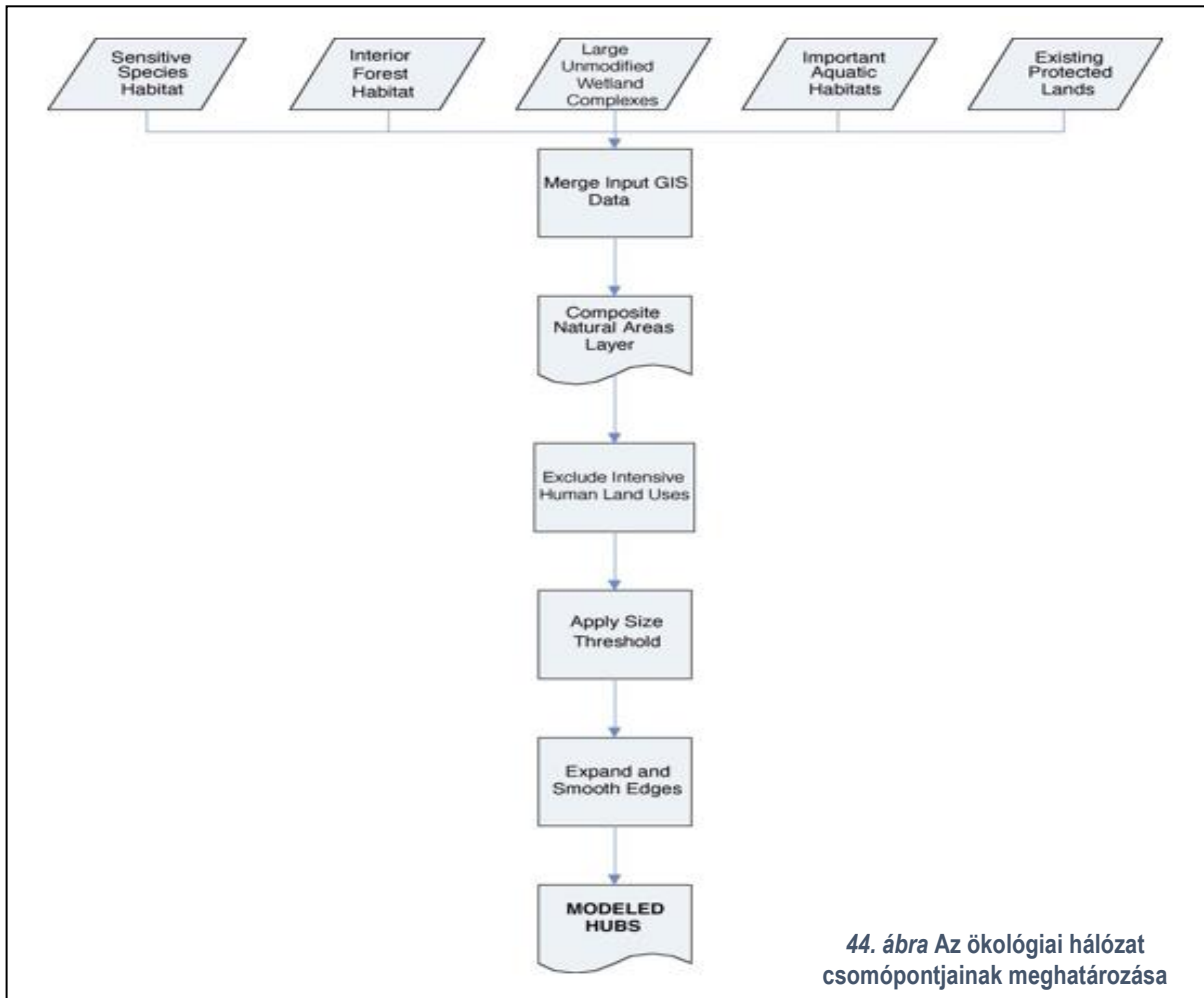 Sensitive
Species
Habitat
Interior
Forest
Habitat
Large
Unmodified
Wetland
Complexes
Important
Aquatic
Habitats
Existing
Protected
Lands
Merge Input GIS
Data
Composite
Natural Areas
Layer
Exclude Intensive
Human Land Uses
Apply Size
Threshold
Expand and
Smooth Edges
MODELED
HUBS
44. ábra Az ökológiai hálózat
csomópontjainak meghatározása